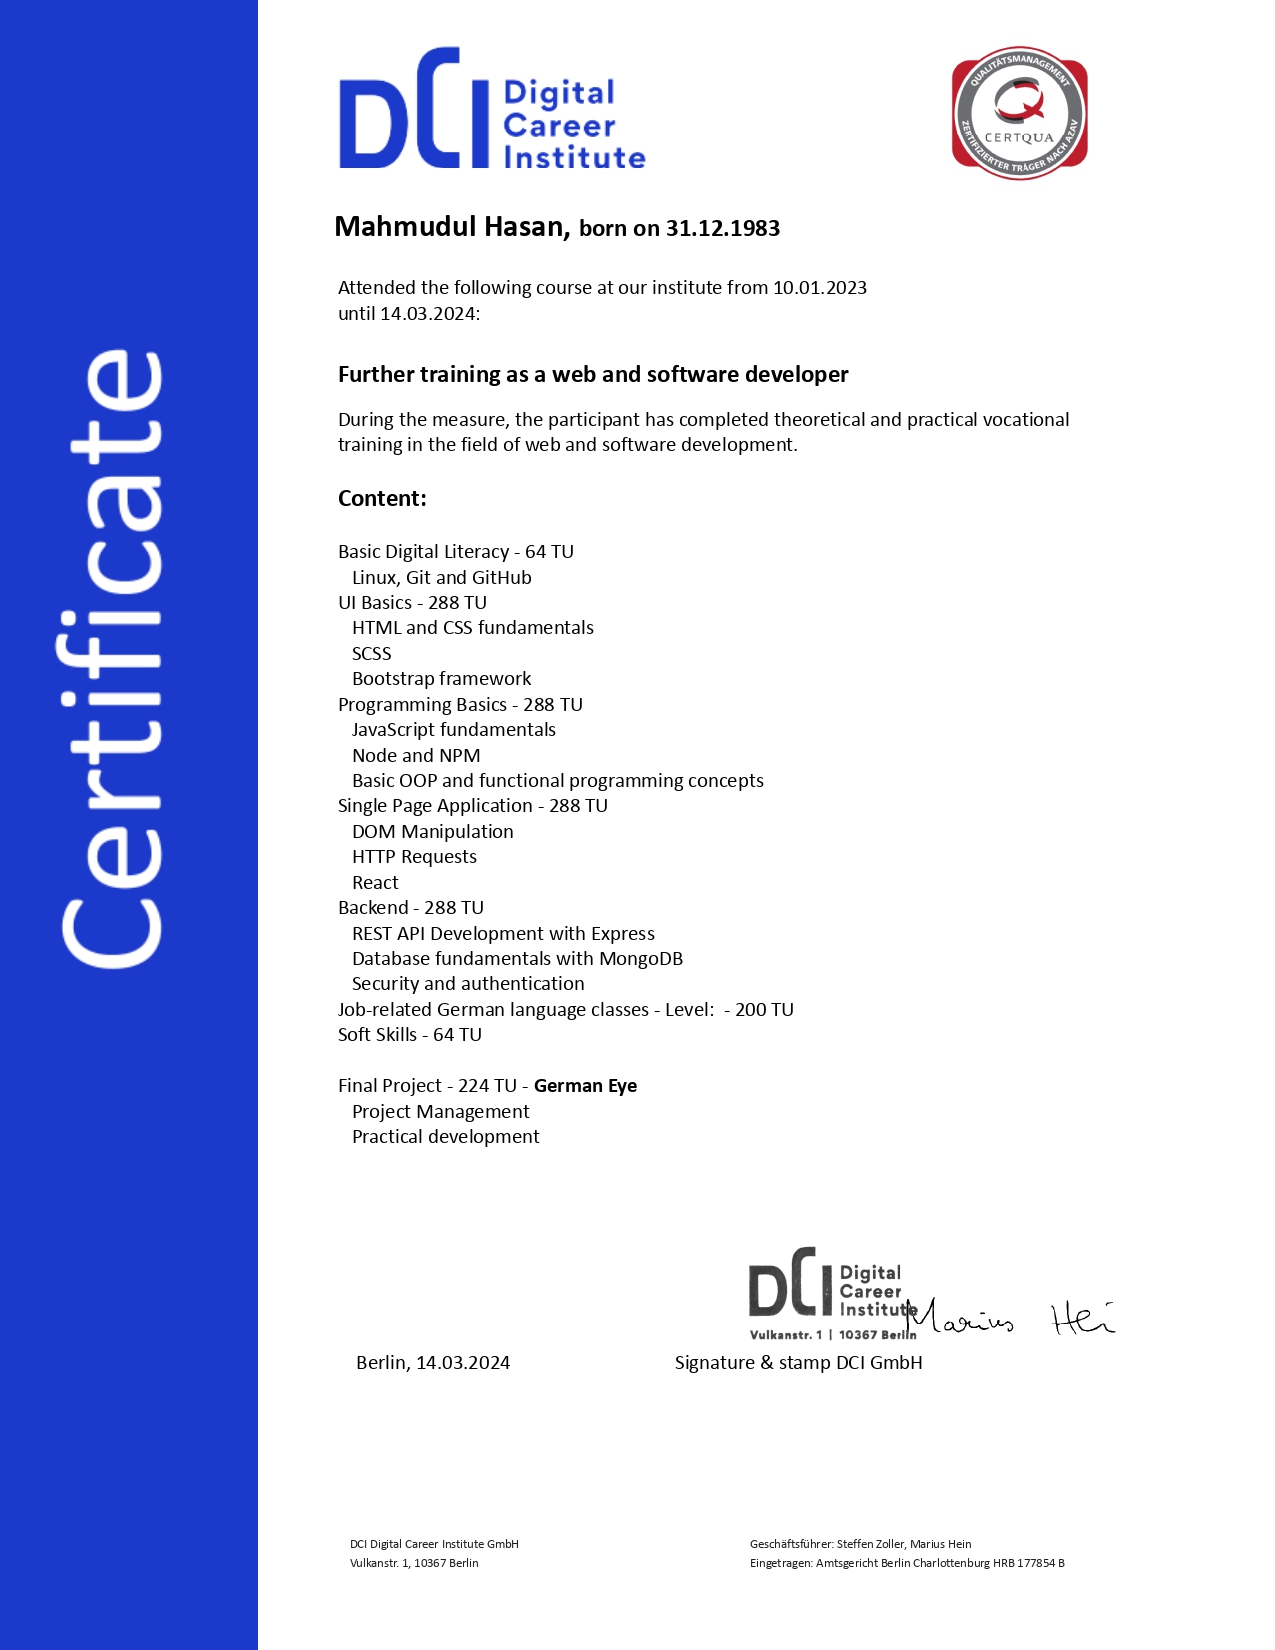 Certificate
DCI Digital
Career
Institute
QUALITÄTSMANAGEMENT
CERTQUA
ZERTIFIZIERTER TRÄGER NACH AZAV
Mahmudul Hasan, born on 31.12.1983
Attended the following course at our institute from 10.01.2023
until 14.03.2024:
Further training as a web and software developer
During the measure, the participant has completed theoretical and practical vocational
training in the field of web and software development.
Content:
Basic Digital Literacy - 64 TU
Linux, Git and GitHub
UI Basics - 288 TU
HTML and CSS fundamentals
SCSS
Bootstrap framework
Programming Basics - 288 TU
JavaScript fundamentals
Node and NPM
Basic OOP and functional programming concepts
Single Page Application - 288 TU
DOM Manipulation
HTTP Requests
React
Backend - 288 TU
REST API Development with Express
Database fundamentals with MongoDB
Security and authentication
Job-related German language classes - Level:  - 200 TU
Soft Skills - 64 TU
Final Project - 224 TU - German Eye
Project Management
Practical development
DCI Digital
Career
Institute
Vulkanstr. 1 | 10367 Berlin
Marius Hein
Berlin, 14.03.2024
Signature & stamp DCI GmbH
DCI Digital Career Institute GmbH
Vulkanstr. 1, 10367 Berlin
Geschäftsführer: Steffen Zoller, Marius Hein
Eingetragen: Amtsgericht Berlin Charlottenburg HRB 177854 B